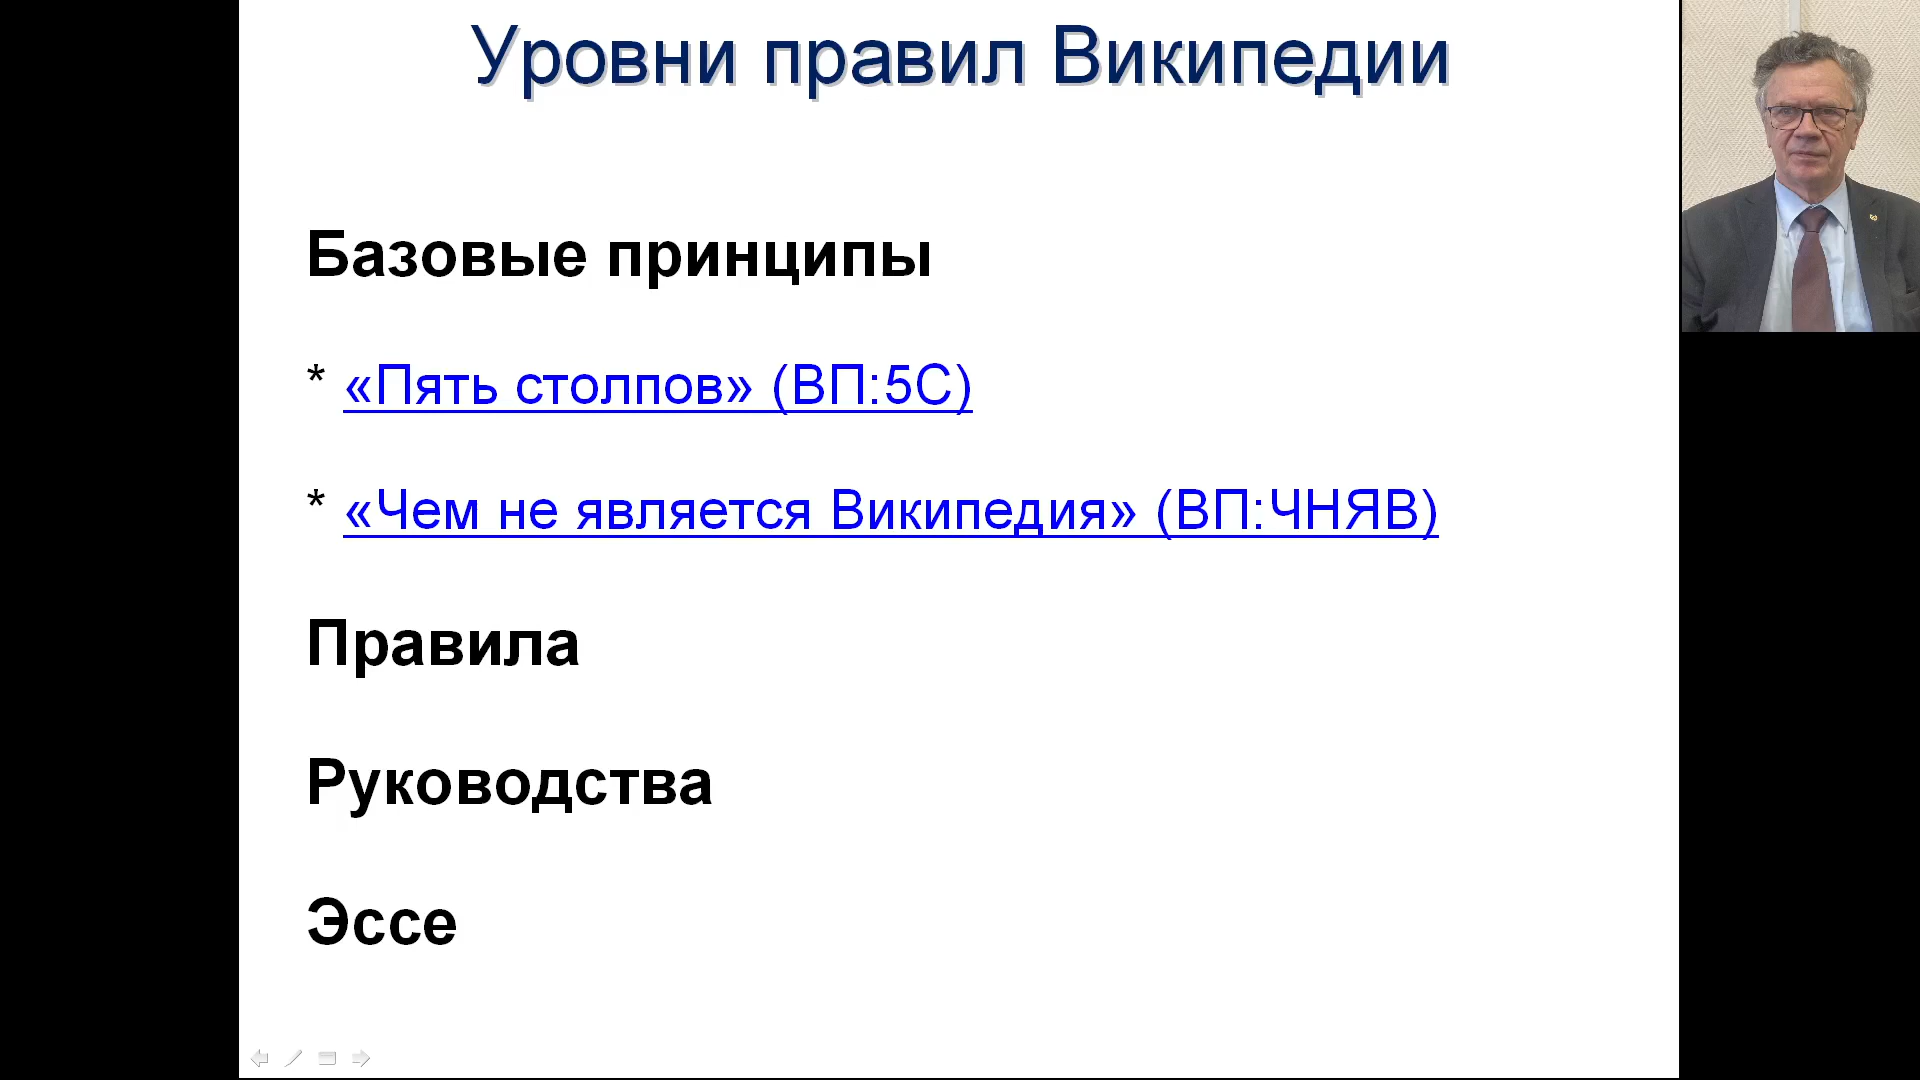 Уровни правил Википедии
Базовые принципы
* «Пять столпов» (ВП:5С)
* «Чем не является Википедия» (ВП:ЧНЯВ)
Правила
Руководства
Эссе